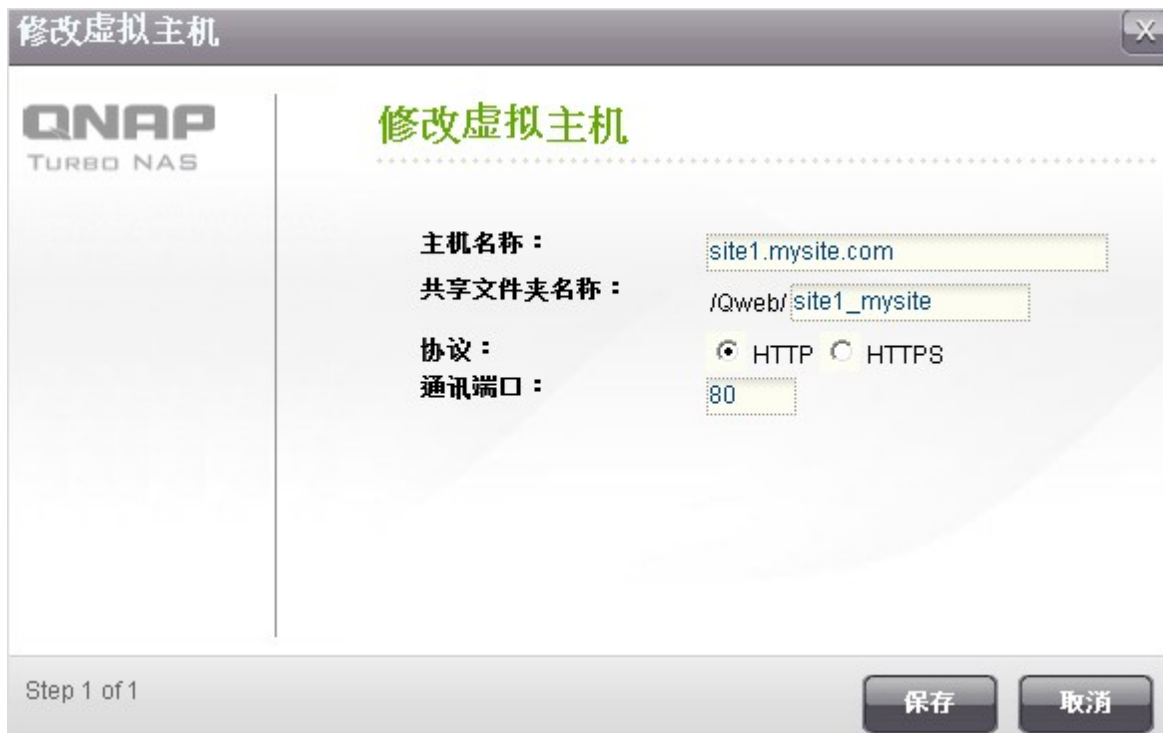 修改虚拟主机
X
QNAP
TURBO NAS
修改虚拟主机
主机名称：
site1.mysite.com
共享文件夹名称：
/Qweb/ site1_mysite
协议：
HTTP HTTPS
通讯端口：
80
Step 1 of 1
保存 取消